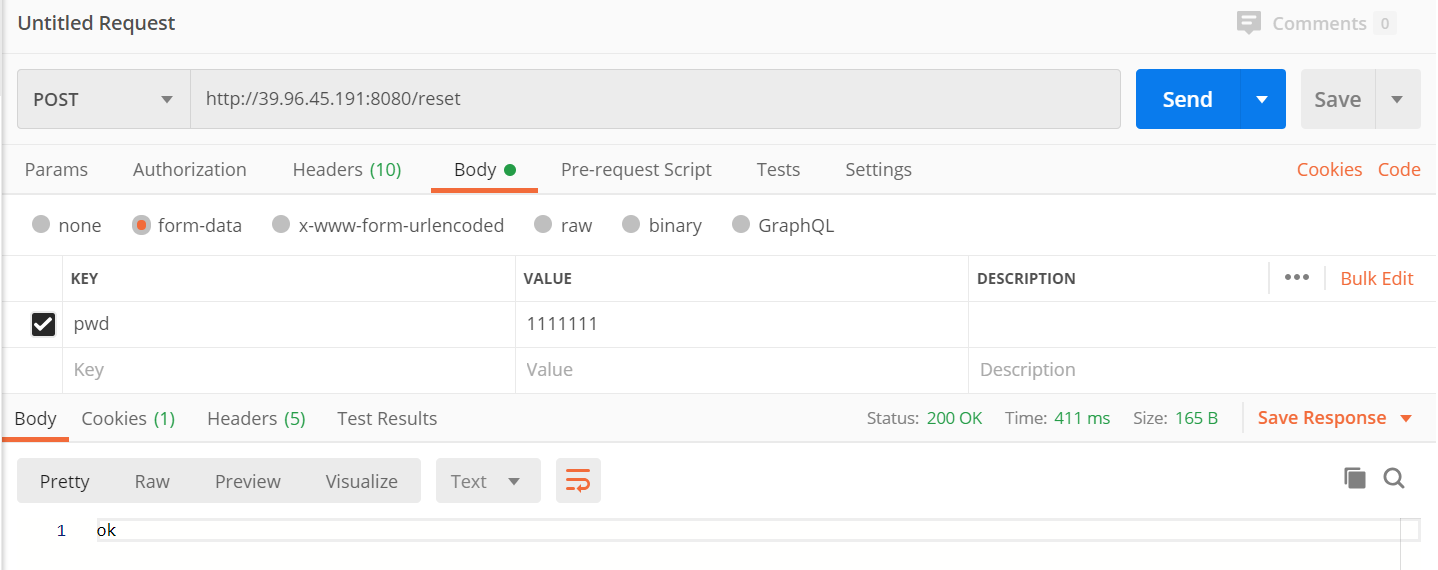 Untitled Request Comments 0
POST http://39.96.45.191:8080/reset Send Save
Params Authorization Headers (10) Body Pre-request Script Tests Settings Cookies Code
none form-data x-www-form-urlencoded raw binary GraphQL
KEY VALUE DESCRIPTION Bulk Edit
pwd 1111111
Key Value Description
Body Cookies (1) Headers (5) Test Results Status: 200 OK Time: 411 ms Size: 165 B Save Response
Pretty Raw Preview Visualize Text
1 ok